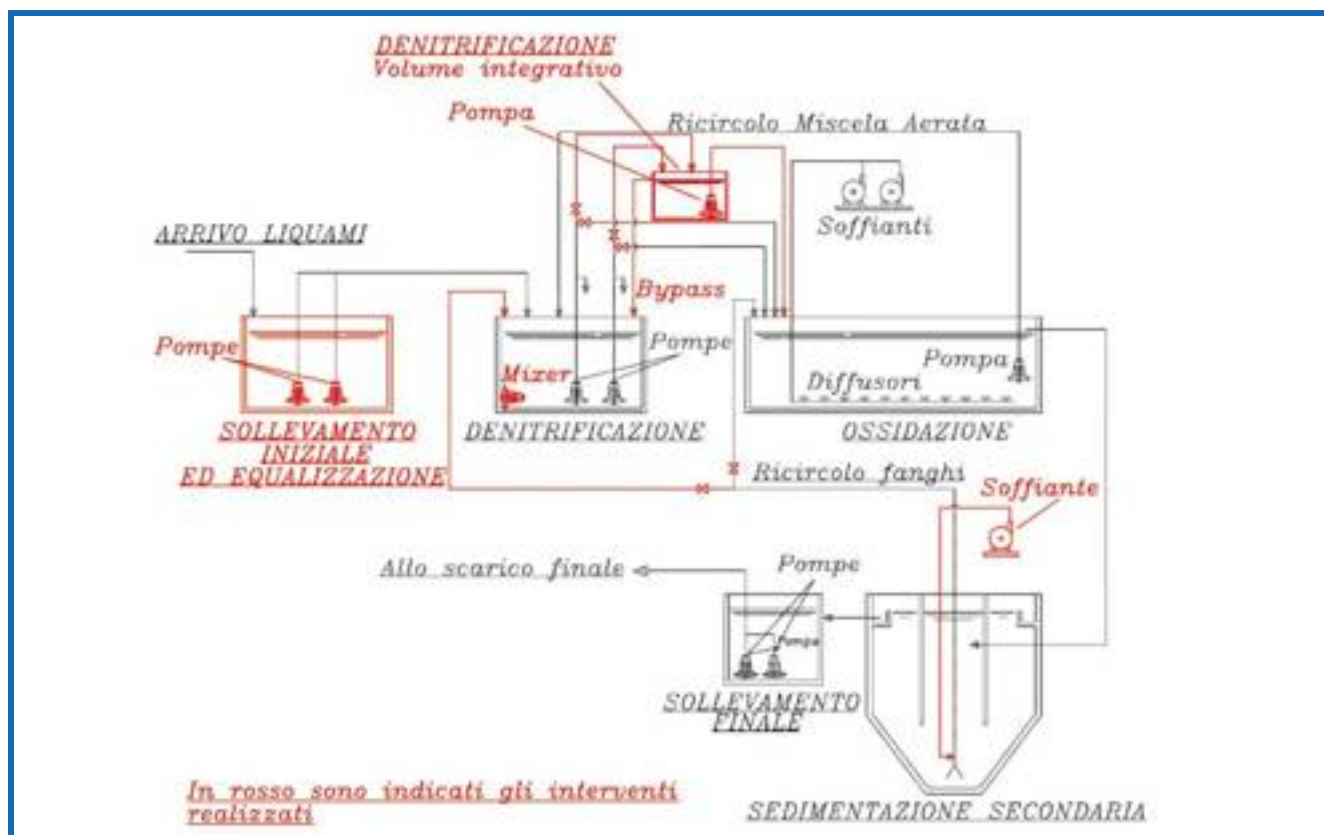 DENITRIFICAZIONE
Volume integrativo
Pompa
Ricircolo Miscela Aerata
Soffianti
ARRIVO LIQUAMI
Bypass
Pompe
Mixer
Pompe
Pompa
Diffusori
SOLLEVAMENTO
INIZIALE
ED EQUALIZZAZIONE
DENITRIFICAZIONE
OSSIDAZIONE
Ricircolo fanghi
Soffiante
Allo scarico finale
Pompe
Pompe
SOLLEVAMENTO
FINALE
SEDIMENTAZIONE SECONDARIA
In rosso sono indicati gli interventi
realizzati